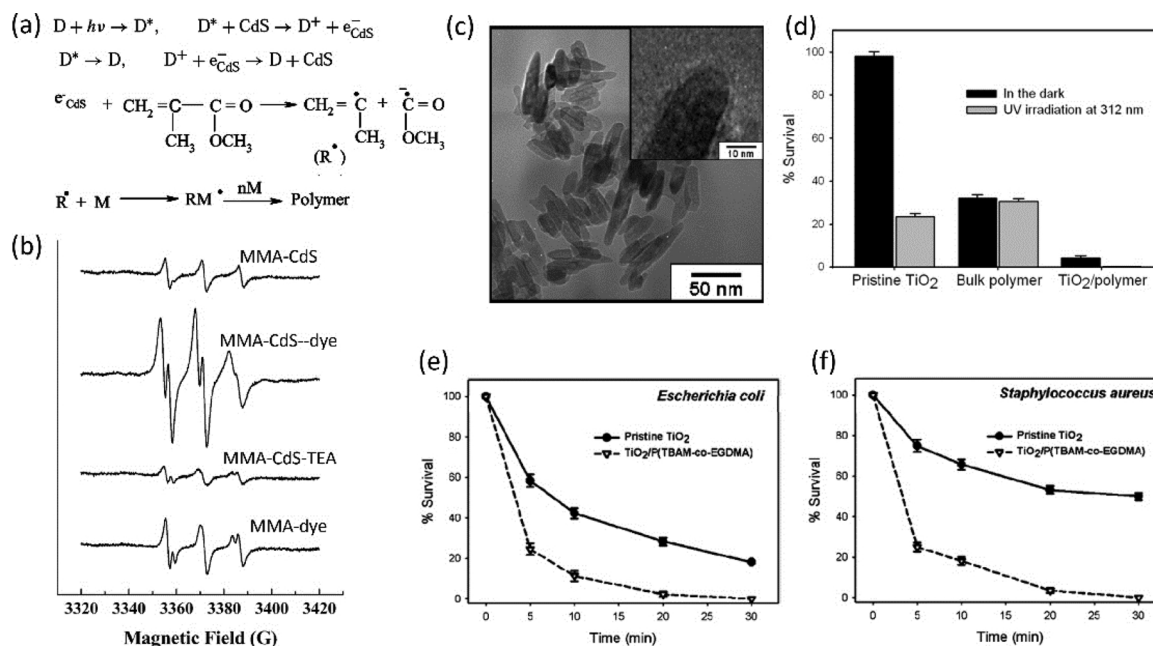 (a)
D + hν → D*, D* + CdS → D⁺ + e⁻CdS
D* → D, D⁺ + e⁻CdS → D + CdS
e⁻CdS + CH₂=C—C=O → CH₂=C• + •C̄=O
CH₃ OCH₃ CH₃ OCH₃
(R•)
R• + M → RM• nM → Polymer
(b)
MMA-CdS
MMA-CdS--dye
MMA-CdS-TEA
MMA-dye
3320 3340 3360 3380 3400 3420
Magnetic Field (G)
(c)
10 nm
50 nm
(d)
% Survival
100
80
60
40
20
0
In the dark
UV irradiation at 312 nm
Pristine TiO₂ Bulk polymer TiO₂/polymer
(e)
% Survival
100
80
60
40
20
0
Escherichia coli
Pristine TiO₂
TiO₂/P(TBAM-co-EGDMA)
0 5 10 20 30
Time (min)
(f)
% Survival
100
80
60
40
20
0
Staphylococcus aureus
Pristine TiO₂
TiO₂/P(TBAM-co-EGDMA)
0 5 10 20 30
Time (min)